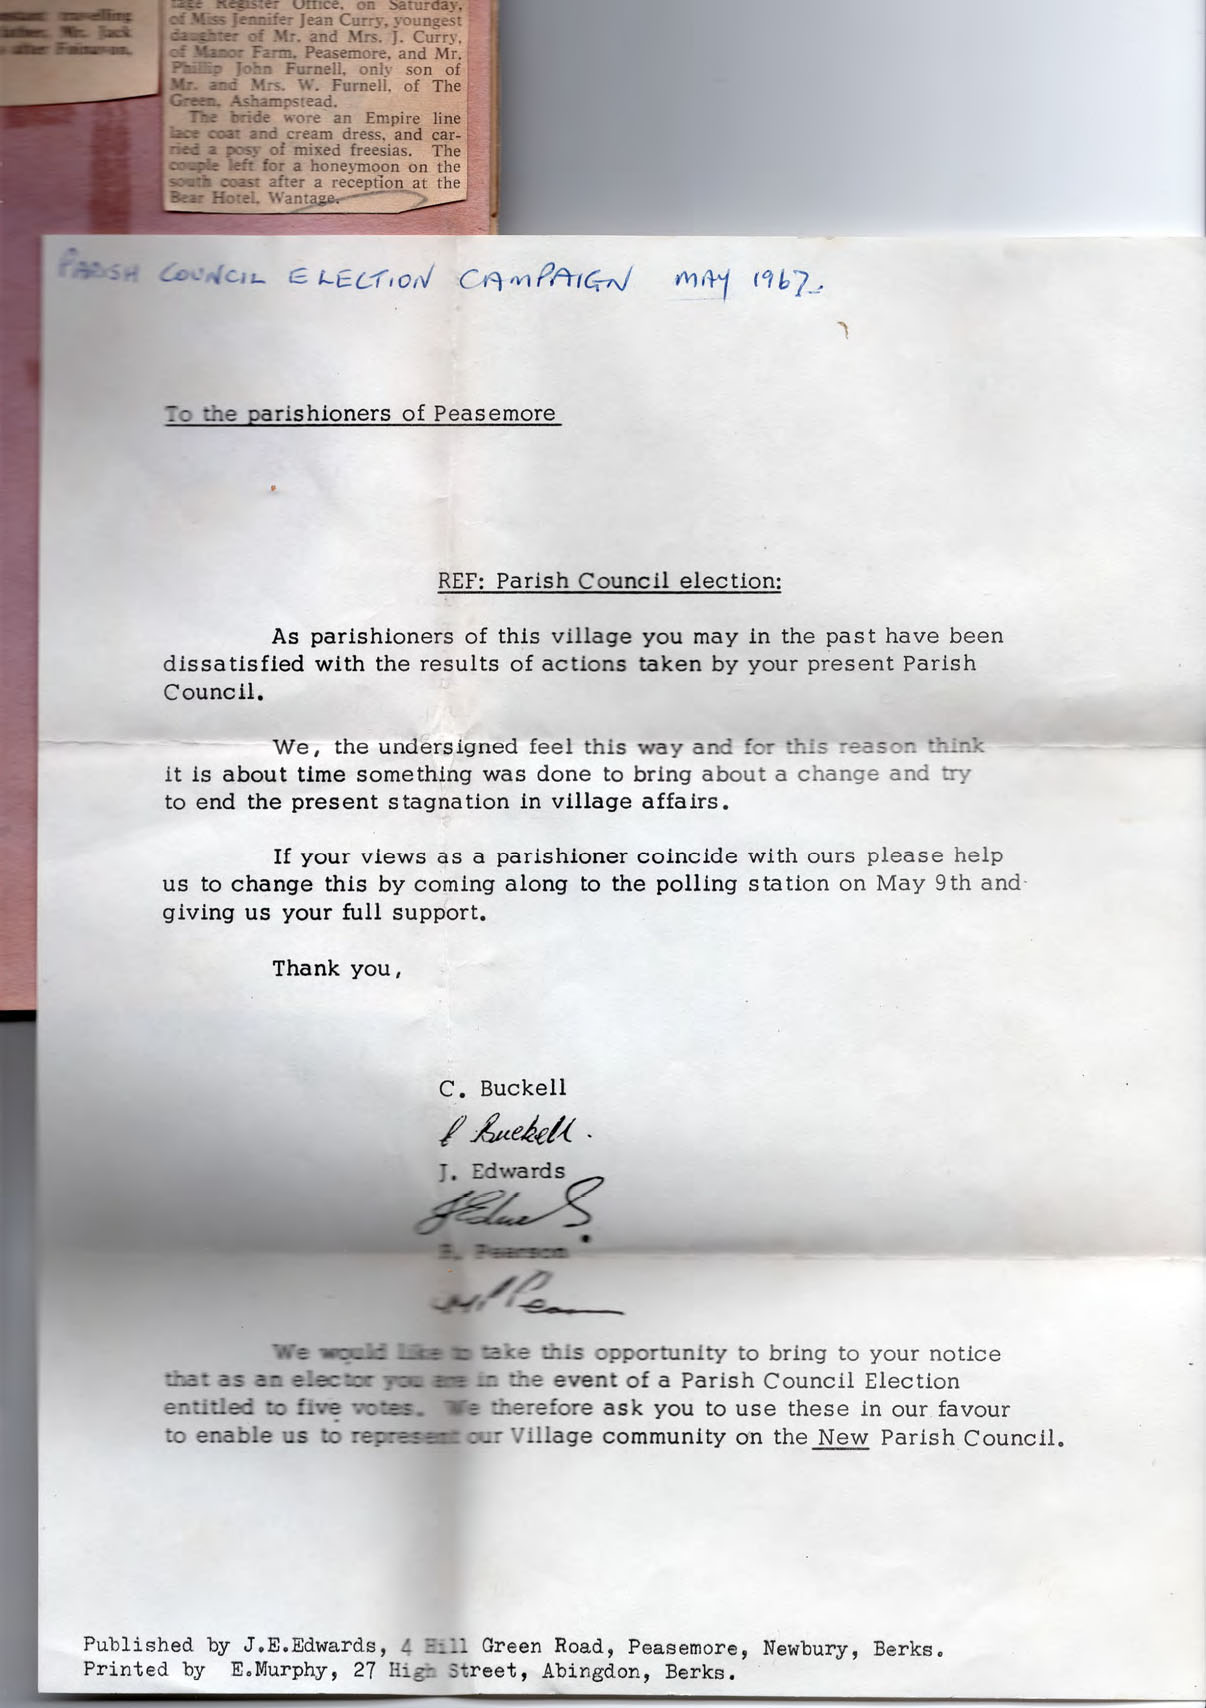 travelling
Mr. Jack
after
Register Office, on Saturday,
of Miss Jennifer Jean Curry, youngest
daughter of Mr. and Mrs. J. Curry,
of Manor Farm, Peasemore, and Mr.
Phillip John Furnell, only son of
Mr. and Mrs. W. Furnell, of The
Green, Ashampstead.
The bride wore an Empire line
lace coat and cream dress, and car-
ried a posy of mixed freesias. The
couple left for a honeymoon on the
south coast after a reception at the
Bear Hotel, Wantage.
PARISH COUNCIL ELECTION CAMPAIGN MAY 1967.
To the parishioners of Peasemore
REF: Parish Council election:
As parishioners of this village you may in the past have been
dissatisfied with the results of actions taken by your present Parish
Council.
We, the undersigned feel this way and for this reason think
it is about time something was done to bring about a change and try
to end the present stagnation in village affairs.
If your views as a parishioner coincide with ours please help
us to change this by coming along to the polling station on May 9th and
giving us your full support.
Thank you,
C. Buckell
C Buckell.
J. Edwards
J Edwards
Pearson
We would like to take this opportunity to bring to your notice
that as an elector you are in the event of a Parish Council Election
entitled to five votes. We therefore ask you to use these in our favour
to enable us to represent our Village community on the New Parish Council.
Published by J.E.Edwards, 4 Hill Green Road, Peasemore, Newbury, Berks.
Printed by E.Murphy, 27 High Street, Abingdon, Berks.